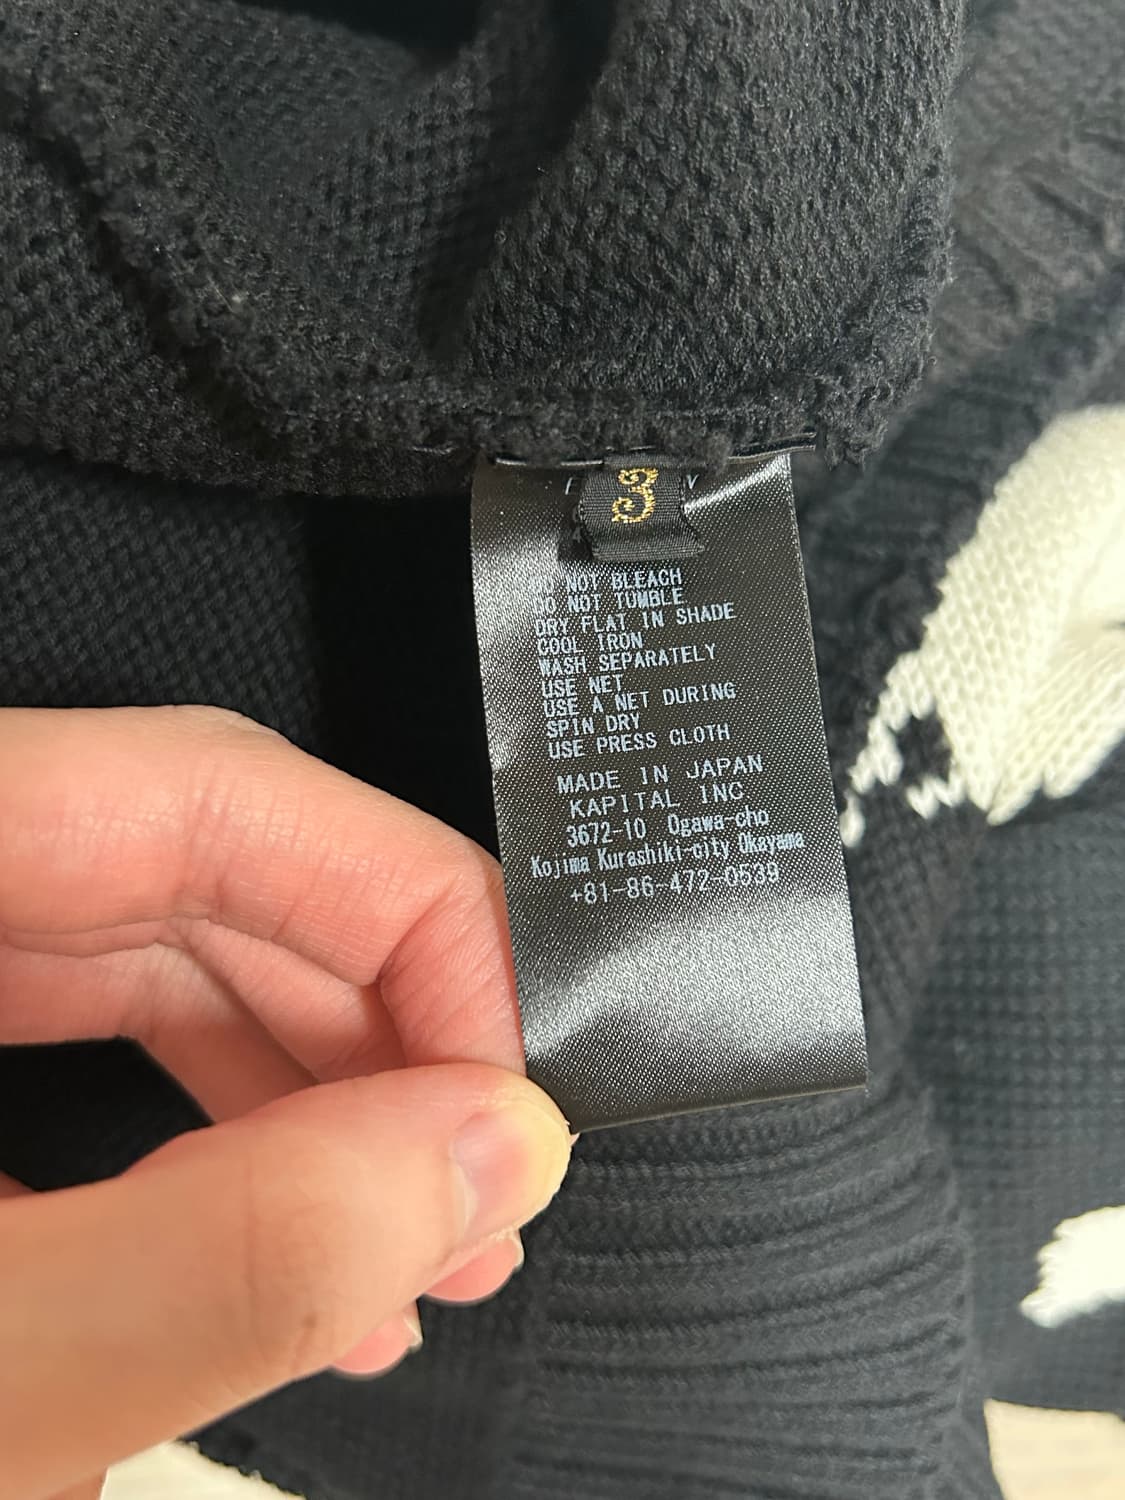 3
DO NOT BLEACH
DO NOT TUMBLE
DRY FLAT IN SHADE
COOL IRON
WASH SEPARATELY
USE NET
USE A NET DURING
SPIN DRY
USE PRESS CLOTH
MADE IN JAPAN
KAPITAL INC
3672-10 Ogawa-cho
Kojima Kurashiki-city Okayama
+81-86-472-0539